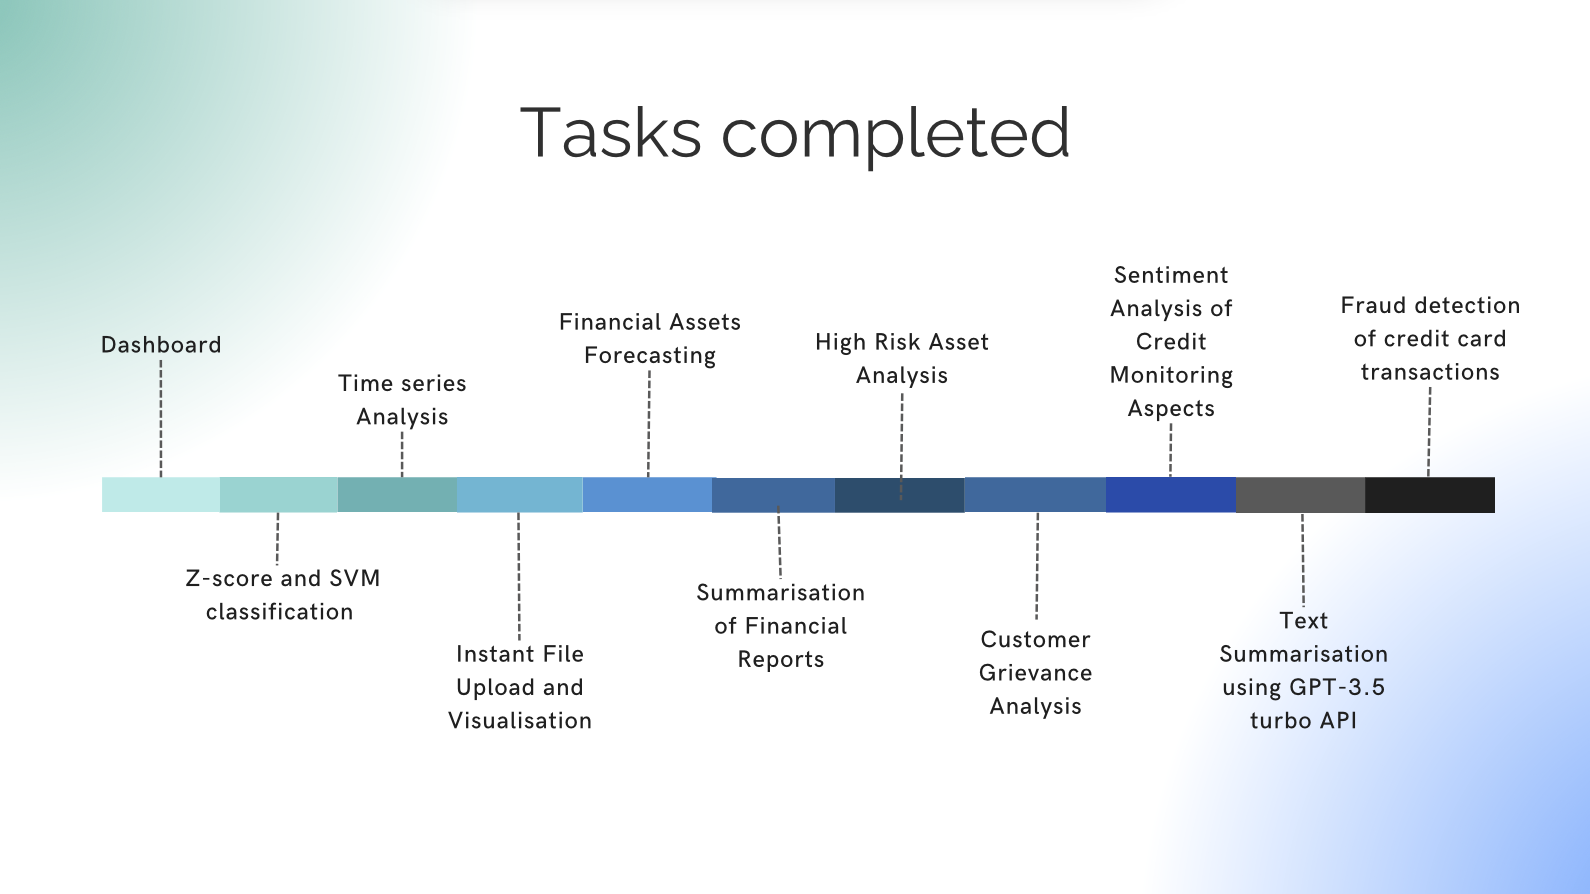 Tasks completed
Dashboard
Z-score and SVM
classification
Time series
Analysis
Instant File
Upload and
Visualisation
Financial Assets
Forecasting
Summarisation
of Financial
Reports
High Risk Asset
Analysis
Customer
Grievance
Analysis
Sentiment
Analysis of
Credit
Monitoring
Aspects
Text
Summarisation
using GPT-3.5
turbo API
Fraud detection
of credit card
transactions